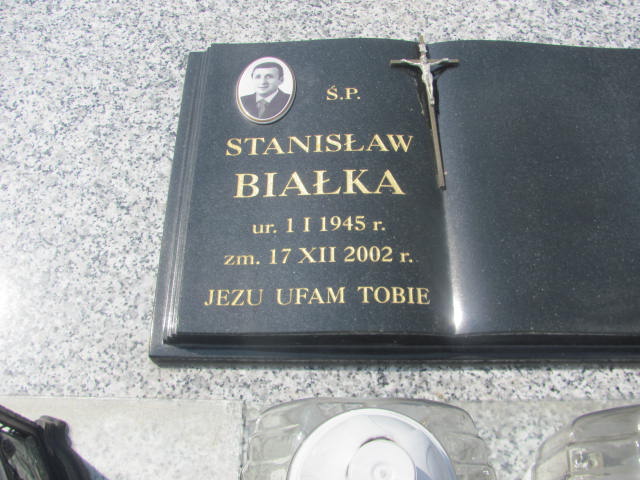 Ś.P.
STANISŁAW
BIAŁKA
ur. 1 I 1945 r.
zm. 17 XII 2002 r.
JEZU UFAM TOBIE